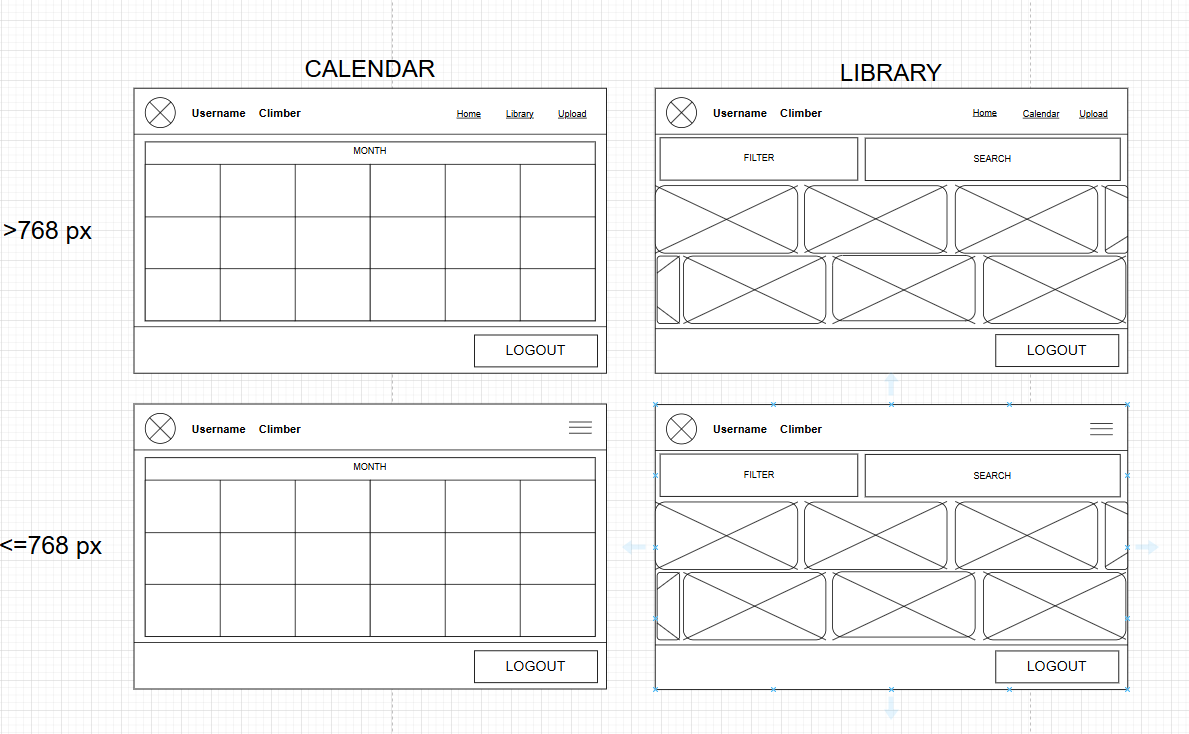 CALENDAR
LIBRARY
Username Climber Home Library Upload
Username Climber Home Calendar Upload
MONTH
FILTER SEARCH
>768 px
LOGOUT
LOGOUT
Username Climber
Username Climber
MONTH
FILTER SEARCH
<=768 px
LOGOUT
LOGOUT